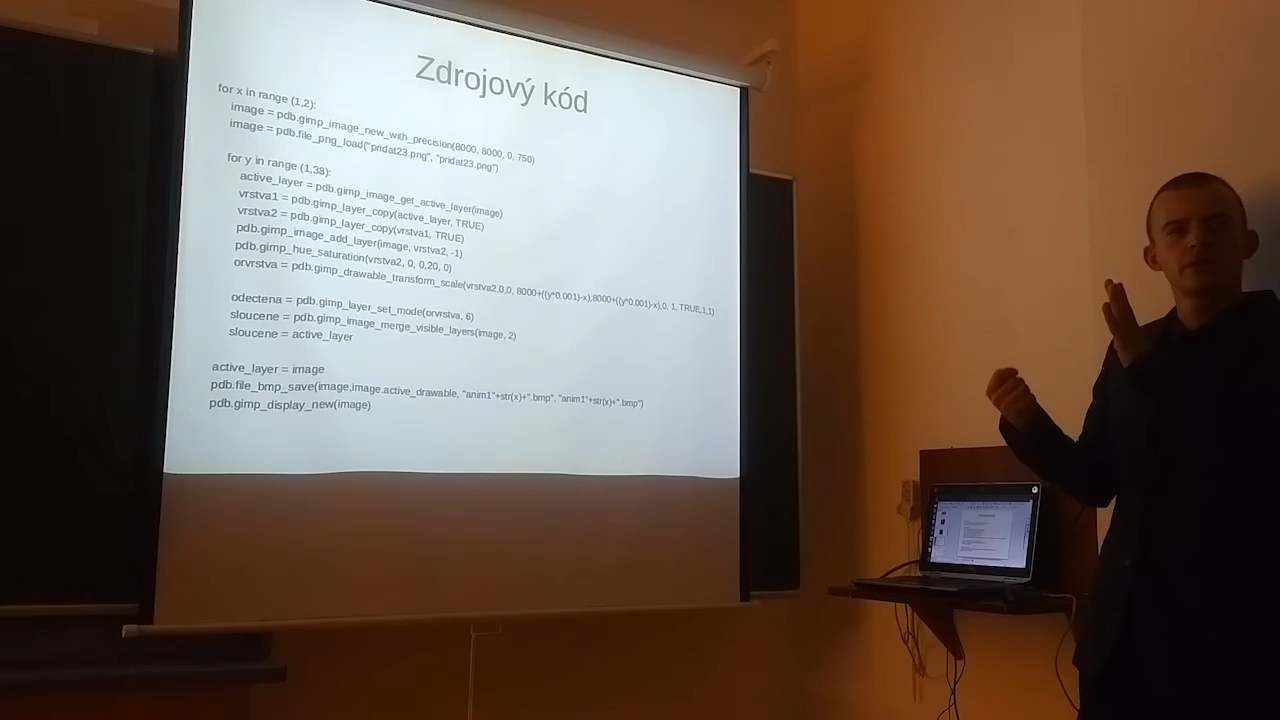 Zdrojový kód
for x in range (1,2):
image = pdb.gimp_image_new_with_precision(8000, 8000, 0, 750)
image = pdb.file_png_load("pridat23.png", "pridat23.png")
for y in range (1,38):
active_layer = pdb.gimp_image_get_active_layer(image)
vrstva1 = pdb.gimp_layer_copy(active_layer, TRUE)
vrstva2 = pdb.gimp_layer_copy(vrstva1, TRUE)
pdb.gimp_image_add_layer(image, vrstva2, -1)
pdb.gimp_hue_saturation(vrstva2, 0, 0,20, 0)
orvrstva = pdb.gimp_drawable_transform_scale(vrstva2,0,0, 8000+((y*0.001)-x),8000+((y*0.001)-x),0, 1, TRUE,1,1)
odectena = pdb.gimp_layer_set_mode(orvrstva, 6)
sloucene = pdb.gimp_image_merge_visible_layers(image, 2)
sloucene = active_layer
active_layer = image
pdb.file_bmp_save(image,image.active_drawable, "anim1"+str(x)+".bmp", "anim1"+str(x)+".bmp")
pdb.gimp_display_new(image)